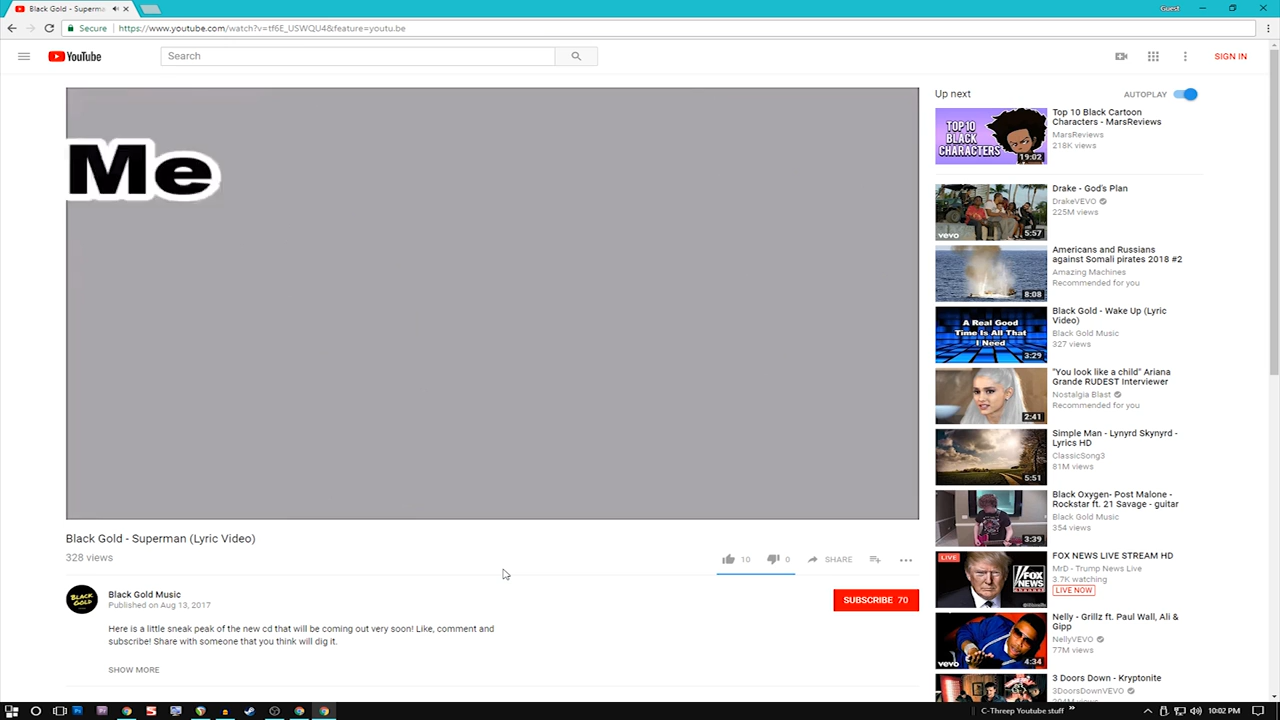 Black Gold - Superm
Guest
Secure
https://www.youtube.com/watch?v=tf6E_USWQU4&feature=youtu.be
YouTube
Search
SIGN IN
Me
Up next
AUTOPLAY
TOP 10
BLACK
CHARACTERS
19:02
Top 10 Black Cartoon
Characters - MarsReviews
MarsReviews
218K views
vevo
5:57
Drake - God's Plan
DrakeVEVO
225M views
8:08
Americans and Russians
against Somali pirates 2018 #2
Amazing Machines
Recommended for you
A Real Good
Time Is All That
I Need
3:29
Black Gold - Wake Up (Lyric
Video)
Black Gold Music
327 views
2:41
"You look like a child" Ariana
Grande RUDEST Interviewer
Nostalgia Blast
Recommended for you
5:51
Simple Man - Lynyrd Skynyrd -
Lyrics HD
ClassicSong3
81M views
3:39
Black Oxygen- Post Malone -
Rockstar ft. 21 Savage - guitar
Black Gold Music
354 views
LIVE
FOX
NEWS
channel
FOX NEWS LIVE STREAM HD
MrD - Trump News Live
3.7K watching
LIVE NOW
vevo
4:34
Nelly - Grillz ft. Paul Wall, Ali &
Gipp
NellyVEVO
77M views
3 Doors Down - Kryptonite
3DoorsDownVEVO
Black Gold - Superman (Lyric Video)
328 views
10
0
SHARE
BLACK
GOLD
Black Gold Music
Published on Aug 13, 2017
SUBSCRIBE 70
Here is a little sneak peak of the new cd that will be coming out very soon! Like, comment and
subscribe! Share with someone that you think will dig it.
SHOW MORE
C-Threep Youtube stuff
10:02 PM